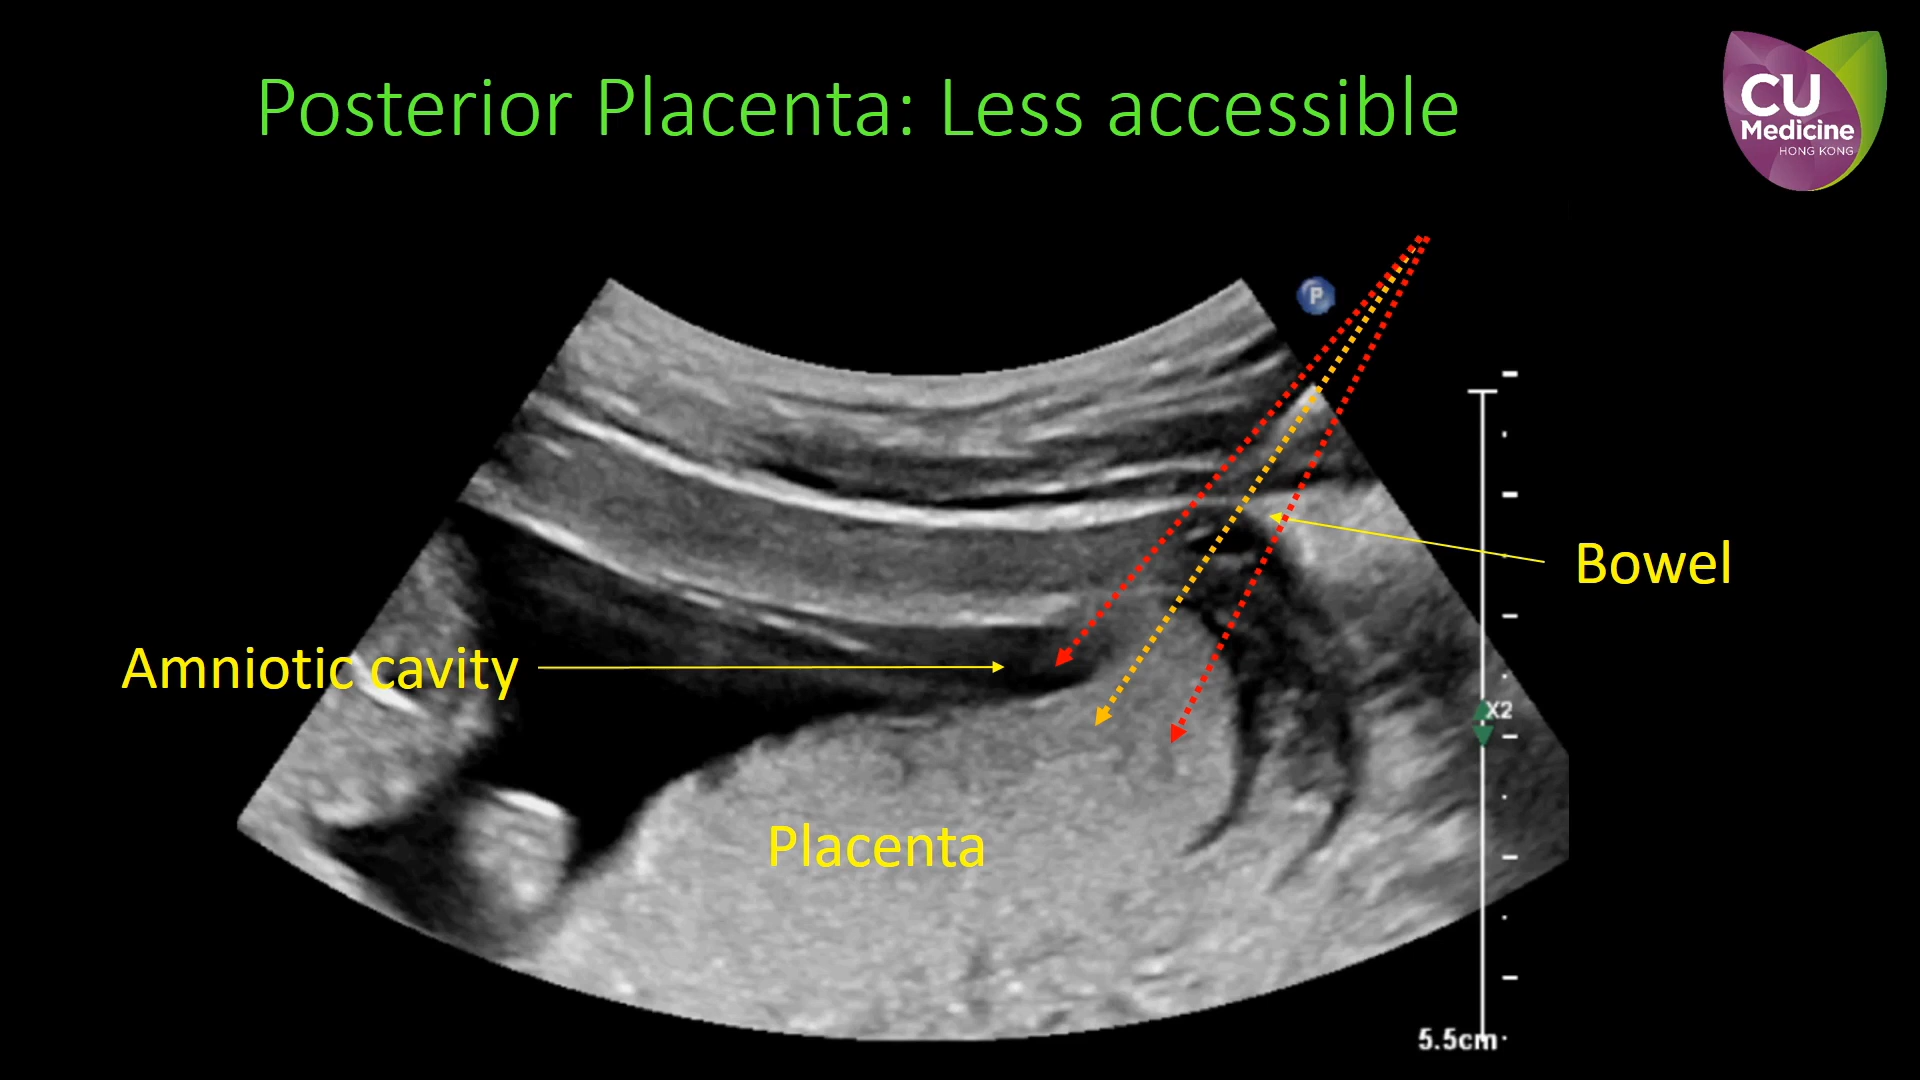 Posterior Placenta: Less accessible
CU
Medicine
HONG KONG
P
Bowel
Amniotic cavity
X2
Placenta
5.5cm